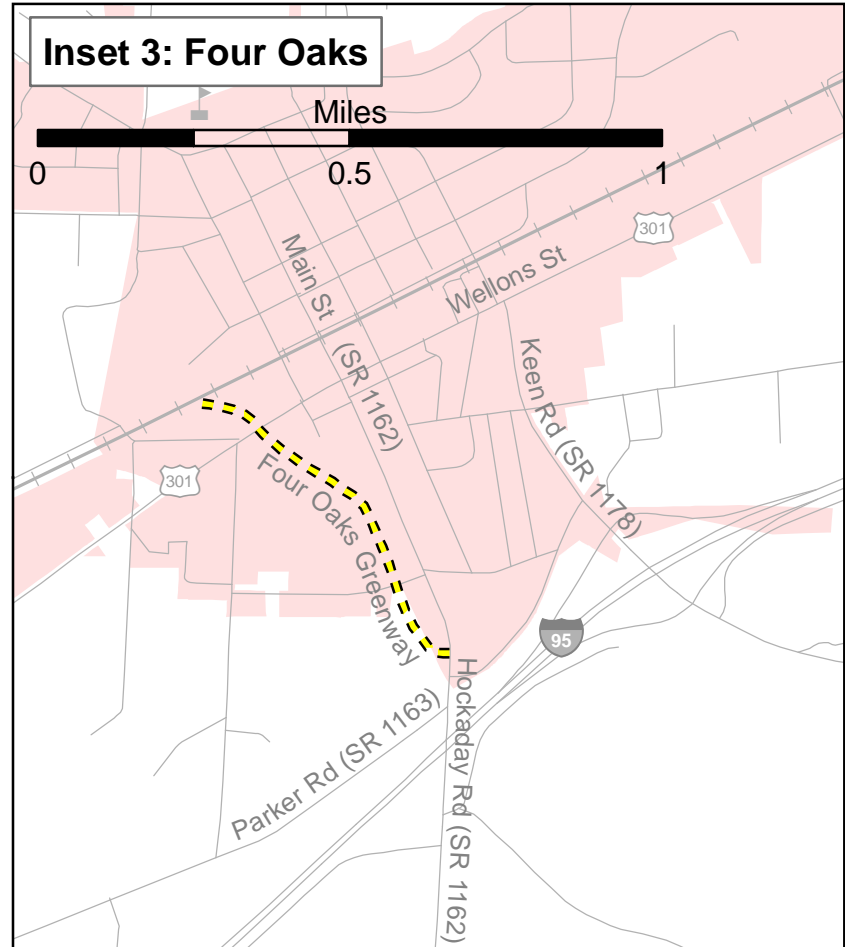 Inset 3: Four Oaks
Miles
0 0.5 1
301
Main St (SR 1162)
Wellons St
Keen Rd (SR 1178)
301
Four Oaks Greenway
95
Parker Rd (SR 1163)
Hockaday Rd (SR 1162)